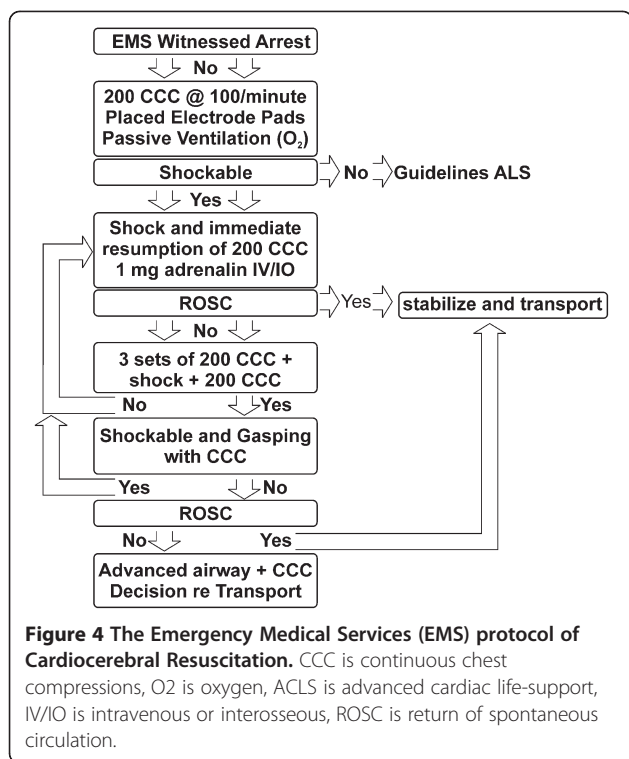 EMS Witnessed Arrest
No
200 CCC @ 100/minute
Placed Electrode Pads
Passive Ventilation (O₂)
Shockable
No
Guidelines ALS
Yes
Shock and immediate
resumption of 200 CCC
1 mg adrenalin IV/IO
ROSC
Yes
stabilize and transport
No
3 sets of 200 CCC +
shock + 200 CCC
No
Yes
Shockable and Gasping
with CCC
Yes
No
ROSC
No
Yes
Advanced airway + CCC
Decision re Transport
Figure 4 The Emergency Medical Services (EMS) protocol of
Cardiocerebral Resuscitation. CCC is continuous chest
compressions, O2 is oxygen, ACLS is advanced cardiac life-support,
IV/IO is intravenous or interosseous, ROSC is return of spontaneous
circulation.